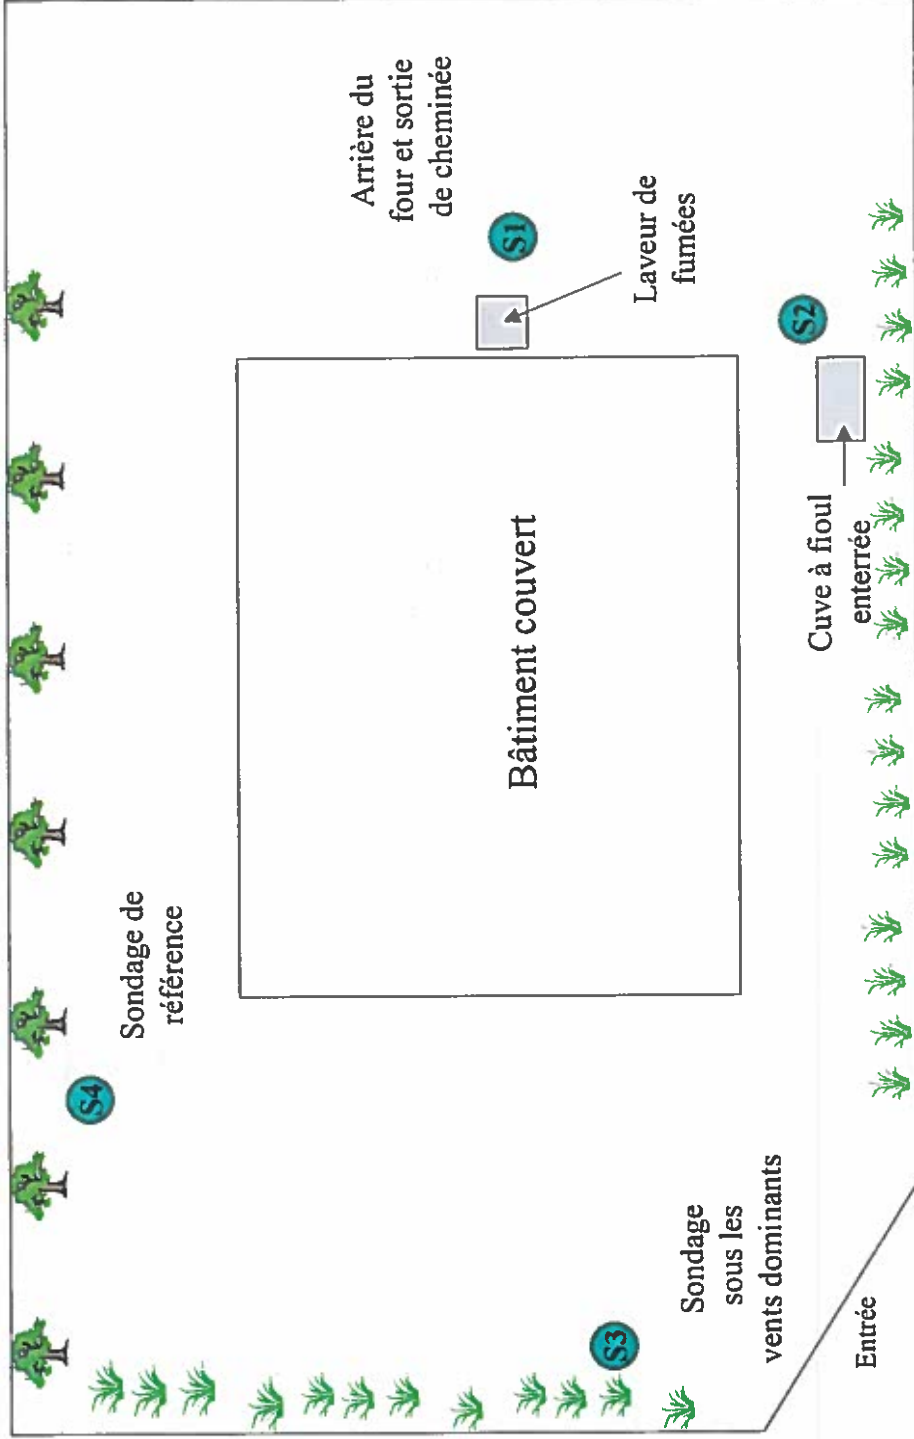 S4
Sondage de
référence
Arrière du
four et sortie
de cheminée
S1
Bâtiment couvert
S3
Laveur de
fumées
Sondage
sous les
vents dominants
S2
Cuve à fioul
enterrée
Entrée